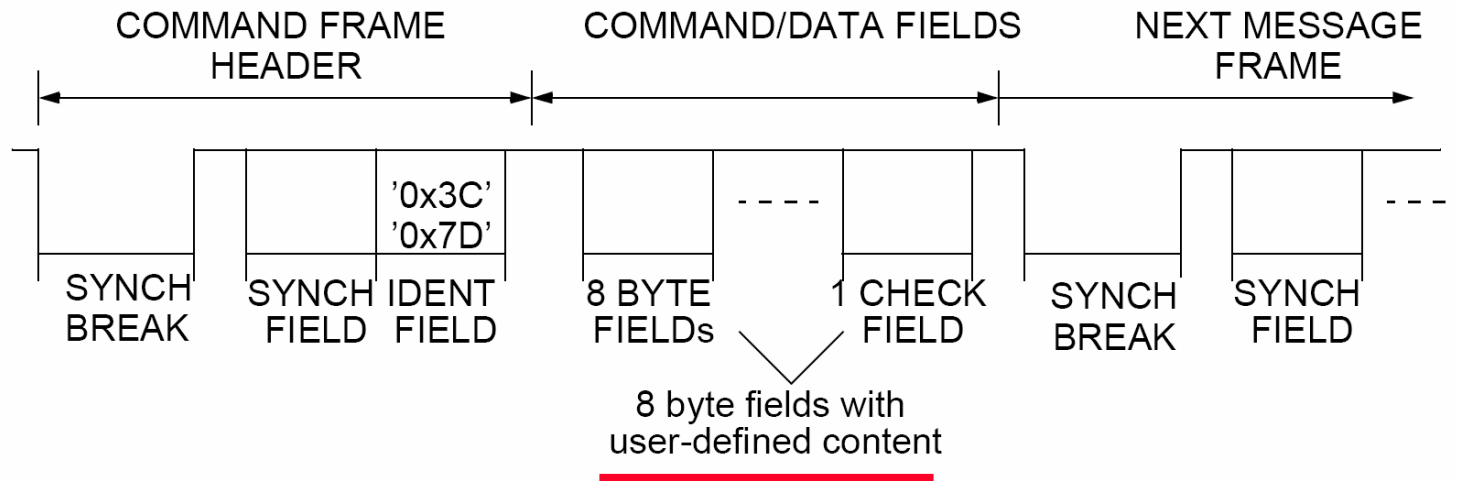 COMMAND FRAME
HEADER
COMMAND/DATA FIELDS
NEXT MESSAGE
FRAME
'0x3C'
'0x7D'
SYNCH
BREAK
SYNCH
FIELD
IDENT
FIELD
8 BYTE
FIELDs
1 CHECK
FIELD
SYNCH
BREAK
SYNCH
FIELD
8 byte fields with
user-defined content